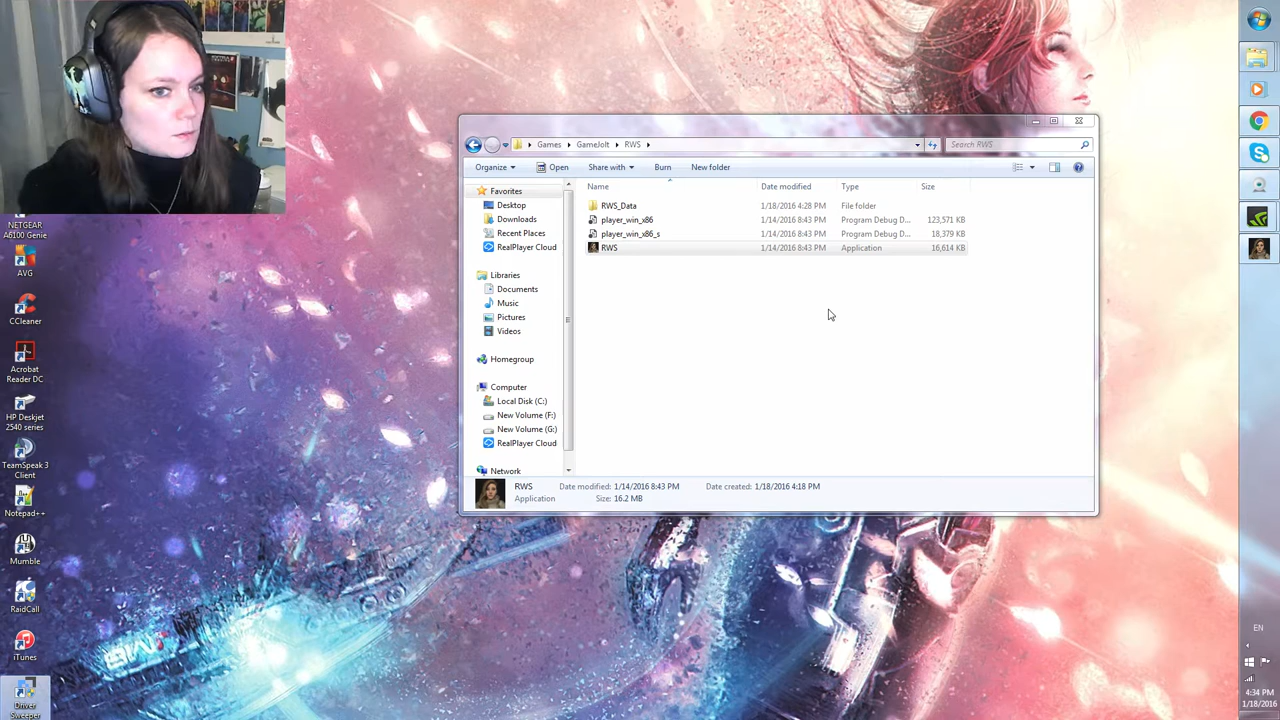 Games ▸ GameJolt ▸ RWS ▸
Search RWS
Organize
Open
Share with
Burn
New folder
Name
Date modified
Type
Size
Favorites
Desktop
Downloads
Recent Places
RealPlayer Cloud
Libraries
Documents
Music
Pictures
Videos
Homegroup
Computer
Local Disk (C:)
New Volume (F:)
New Volume (G:)
RealPlayer Cloud
Network
RWS_Data 1/18/2016 4:28 PM File folder
player_win_x86 1/14/2016 8:43 PM Program Debug D... 123,571 KB
player_win_x86_s 1/14/2016 8:43 PM Program Debug D... 18,379 KB
RWS 1/14/2016 8:43 PM Application 16,614 KB
RWS Date modified: 1/14/2016 8:43 PM Date created: 1/18/2016 4:18 PM
Application Size: 16.2 MB
NETGEAR
A6100 Genie
AVG
CCleaner
Acrobat
Reader DC
HP Deskjet
2540 series
TeamSpeak 3
Client
Notepad++
Mumble
RaidCall
iTunes
Driver
Sweeper
EN
4:34 PM
1/18/2016